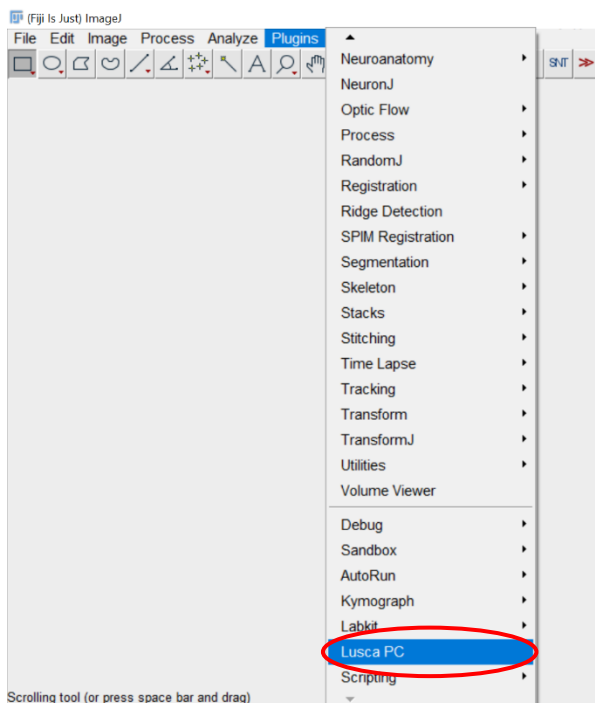 (Fiji Is Just) ImageJ
File Edit Image Process Analyze Plugins
A SNT
Neuroanatomy
NeuronJ
Optic Flow
Process
RandomJ
Registration
Ridge Detection
SPIM Registration
Segmentation
Skeleton
Stacks
Stitching
Time Lapse
Tracking
Transform
TransformJ
Utilities
Volume Viewer
Debug
Sandbox
AutoRun
Kymograph
Labkit
Lusca PC
Scripting
Scrolling tool (or press space bar and drag)